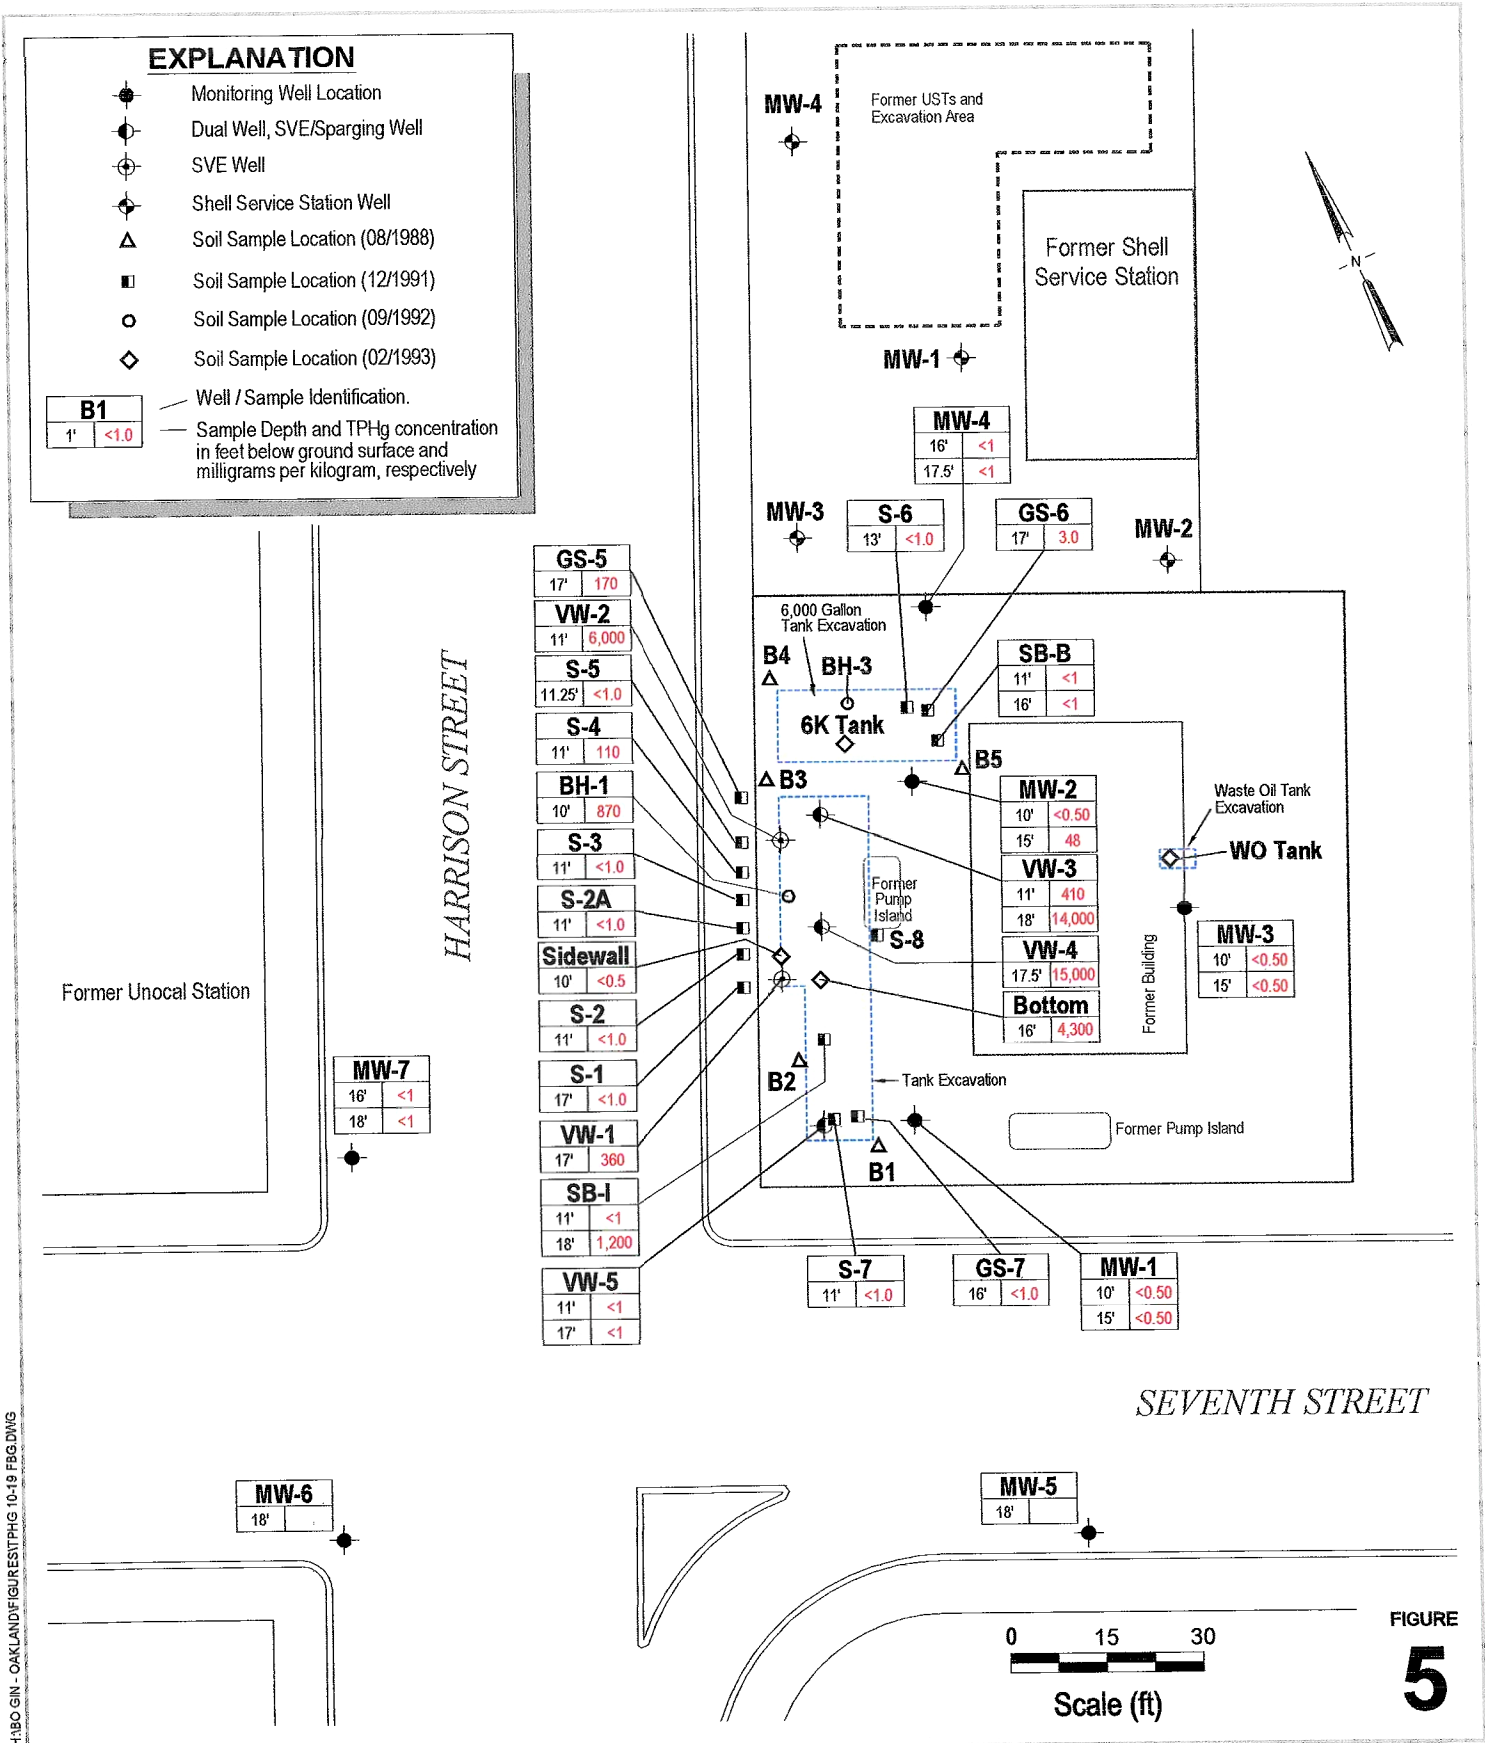 EXPLANATION
Monitoring Well Location
Dual Well, SVE/Sparging Well
SVE Well
Shell Service Station Well
Soil Sample Location (08/1988)
Soil Sample Location (12/1991)
Soil Sample Location (09/1992)
Soil Sample Location (02/1993)
B1
1' <1.0
Well / Sample Identification.
Sample Depth and TPHg concentration
in feet below ground surface and
milligrams per kilogram, respectively
MW-4
Former USTs and
Excavation Area
Former Shell
Service Station
N
MW-1
MW-4
16' <1
17.5' <1
MW-3
S-6
13' <1.0
GS-6
17' 3.0
MW-2
GS-5
17' 170
VW-2
11' 6,000
S-5
11.25' <1.0
S-4
11' 110
BH-1
10' 870
S-3
11' <1.0
S-2A
11' <1.0
Sidewall
10' <0.5
S-2
11' <1.0
S-1
17' <1.0
VW-1
17' 360
SB-I
11' <1
18' 1,200
VW-5
11' <1
17' <1
HARRISON STREET
6,000 Gallon
Tank Excavation
B4
BH-3
6K Tank
SB-B
11' <1
16' <1
B3
B5
MW-2
10' <0.50
15' 48
VW-3
11' 410
18' 14,000
VW-4
17.5' 15,000
Bottom
16' 4,300
Former
Pump
Island
S-8
Former Building
Waste Oil Tank
Excavation
WO Tank
MW-3
10' <0.50
15' <0.50
Former Unocal Station
MW-7
16' <1
18' <1
B2
Tank Excavation
Former Pump Island
B1
S-7
11' <1.0
GS-7
16' <1.0
MW-1
10' <0.50
15' <0.50
SEVENTH STREET
MW-6
18'
MW-5
18'
0 15 30
Scale (ft)
FIGURE
5
H:\BO GIN - OAKLAND\FIGURES\TPHG 10-19 FBG.DWG